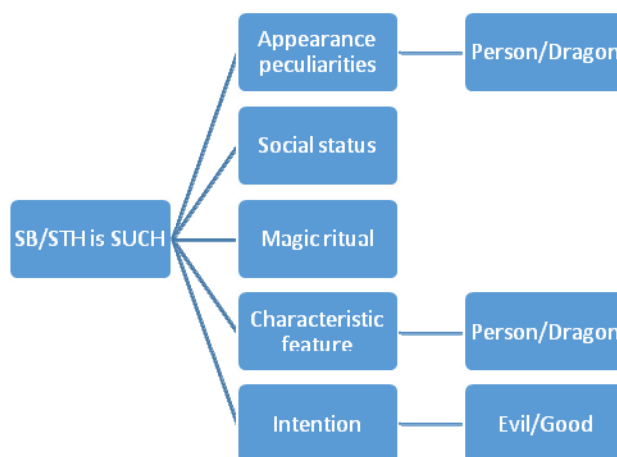 Appearance
peculiarities
Person/Dragon
Social status
SB/STH is SUCH
Magic ritual
Characteristic
feature
Person/Dragon
Intention
Evil/Good